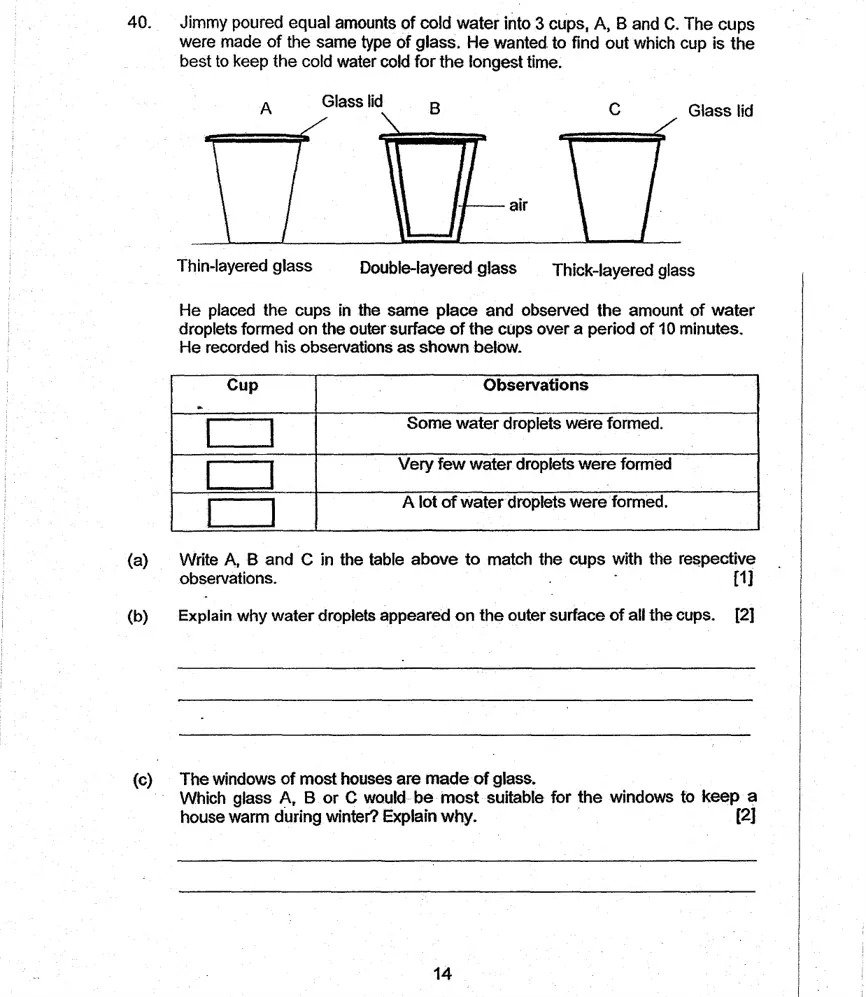 40. Jimmy poured equal amounts of cold water into 3 cups, A, B and C. The cups
were made of the same type of glass. He wanted to find out which cup is the
best to keep the cold water cold for the longest time.
A Glass lid B C Glass lid
air
Thin-layered glass Double-layered glass Thick-layered glass
He placed the cups in the same place and observed the amount of water
droplets formed on the outer surface of the cups over a period of 10 minutes.
He recorded his observations as shown below.
Cup Observations
Some water droplets were formed.
Very few water droplets were formed
A lot of water droplets were formed.
(a) Write A, B and C in the table above to match the cups with the respective
observations. [1]
(b) Explain why water droplets appeared on the outer surface of all the cups. [2]
(c) The windows of most houses are made of glass.
Which glass A, B or C would be most suitable for the windows to keep a
house warm during winter? Explain why. [2]
14